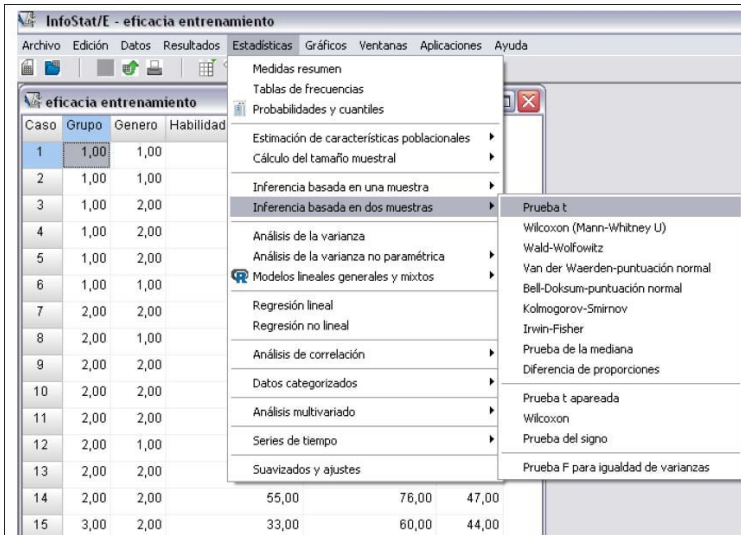 InfoStat/E - eficacia entrenamiento
Archivo Edición Datos Resultados Estadísticas Gráficos Ventanas Aplicaciones Ayuda
eficacia entrenamiento
Caso Grupo Genero Habilidad
1 1,00 1,00
2 1,00 1,00
3 1,00 2,00
4 1,00 2,00
5 1,00 2,00
6 1,00 1,00
7 2,00 2,00
8 2,00 1,00
9 2,00 2,00
10 2,00 2,00
11 2,00 2,00
12 2,00 1,00
13 2,00 2,00
14 2,00 2,00 55,00 76,00 47,00
15 3,00 2,00 33,00 60,00 44,00
Medidas resumen
Tablas de frecuencias
Probabilidades y cuantiles
Estimación de características poblacionales
Cálculo del tamaño muestral
Inferencia basada en una muestra
Inferencia basada en dos muestras
Análisis de la varianza
Análisis de la varianza no paramétrica
Modelos lineales generales y mixtos
Regresión lineal
Regresión no lineal
Análisis de correlación
Datos categorizados
Análisis multivariado
Series de tiempo
Suavizados y ajustes
Prueba t
Wilcoxon (Mann-Whitney U)
Wald-Wolfowitz
Van der Waerden-puntuación normal
Bell-Doksum-puntuación normal
Kolmogorov-Smirnov
Irwin-Fisher
Prueba de la mediana
Diferencia de proporciones
Prueba t apareada
Wilcoxon
Prueba del signo
Prueba F para igualdad de varianzas